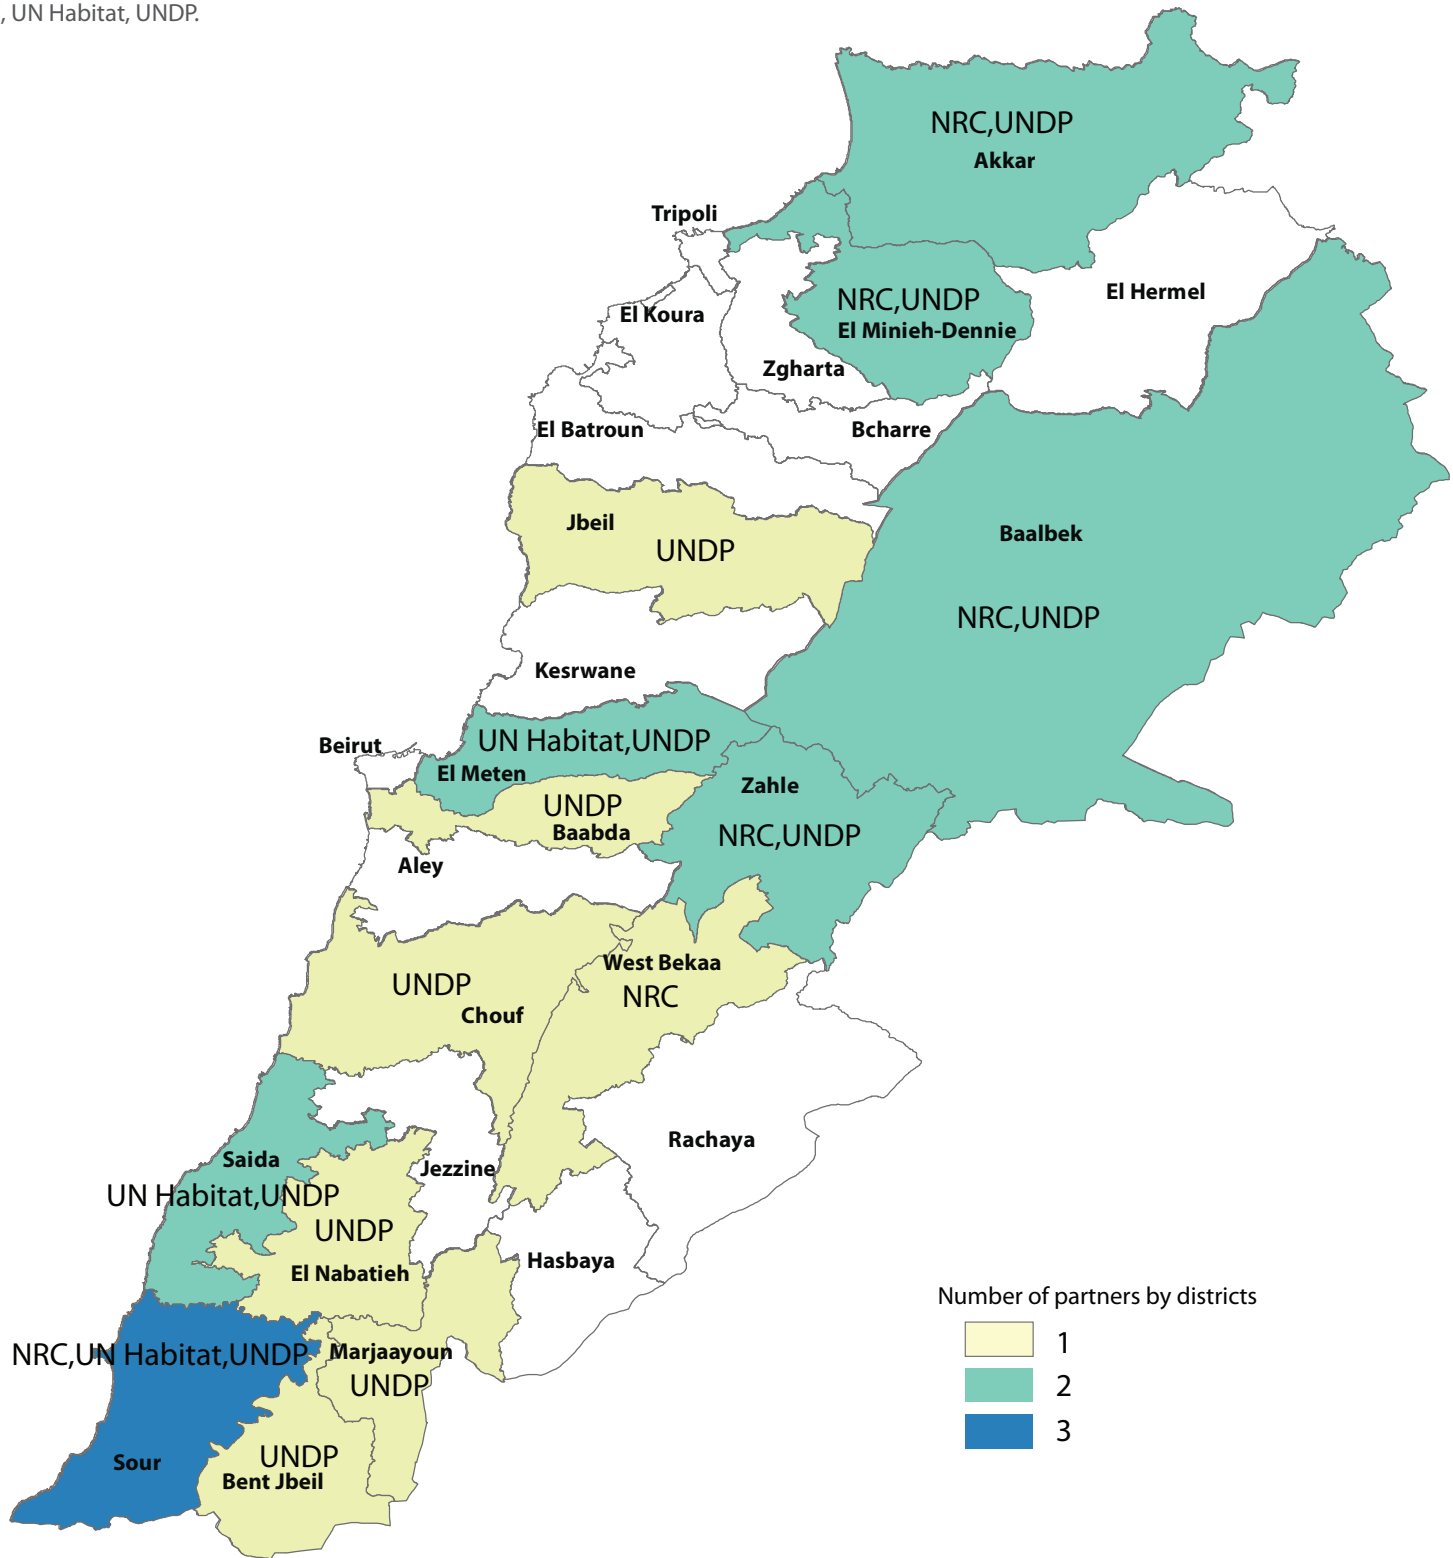 , UN Habitat, UNDP.
NRC,UNDP
Akkar
Tripoli
El Hermel
NRC,UNDP
El Koura
El Minieh-Dennie
Zgharta
El Batroun
Bcharre
Jbeil
Baalbek
UNDP
NRC,UNDP
Kesrwane
UN Habitat,UNDP
Beirut
El Meten
Zahle
UNDP
Baabda
NRC,UNDP
Aley
West Bekaa
UNDP
NRC
Chouf
Rachaya
Saida
Jezzine
UN Habitat,UNDP
UNDP
Hasbaya
El Nabatieh
Number of partners by districts
1
2
3
NRC,UN Habitat,UNDP
Marjaayoun
UNDP
UNDP
Sour
Bent Jbeil